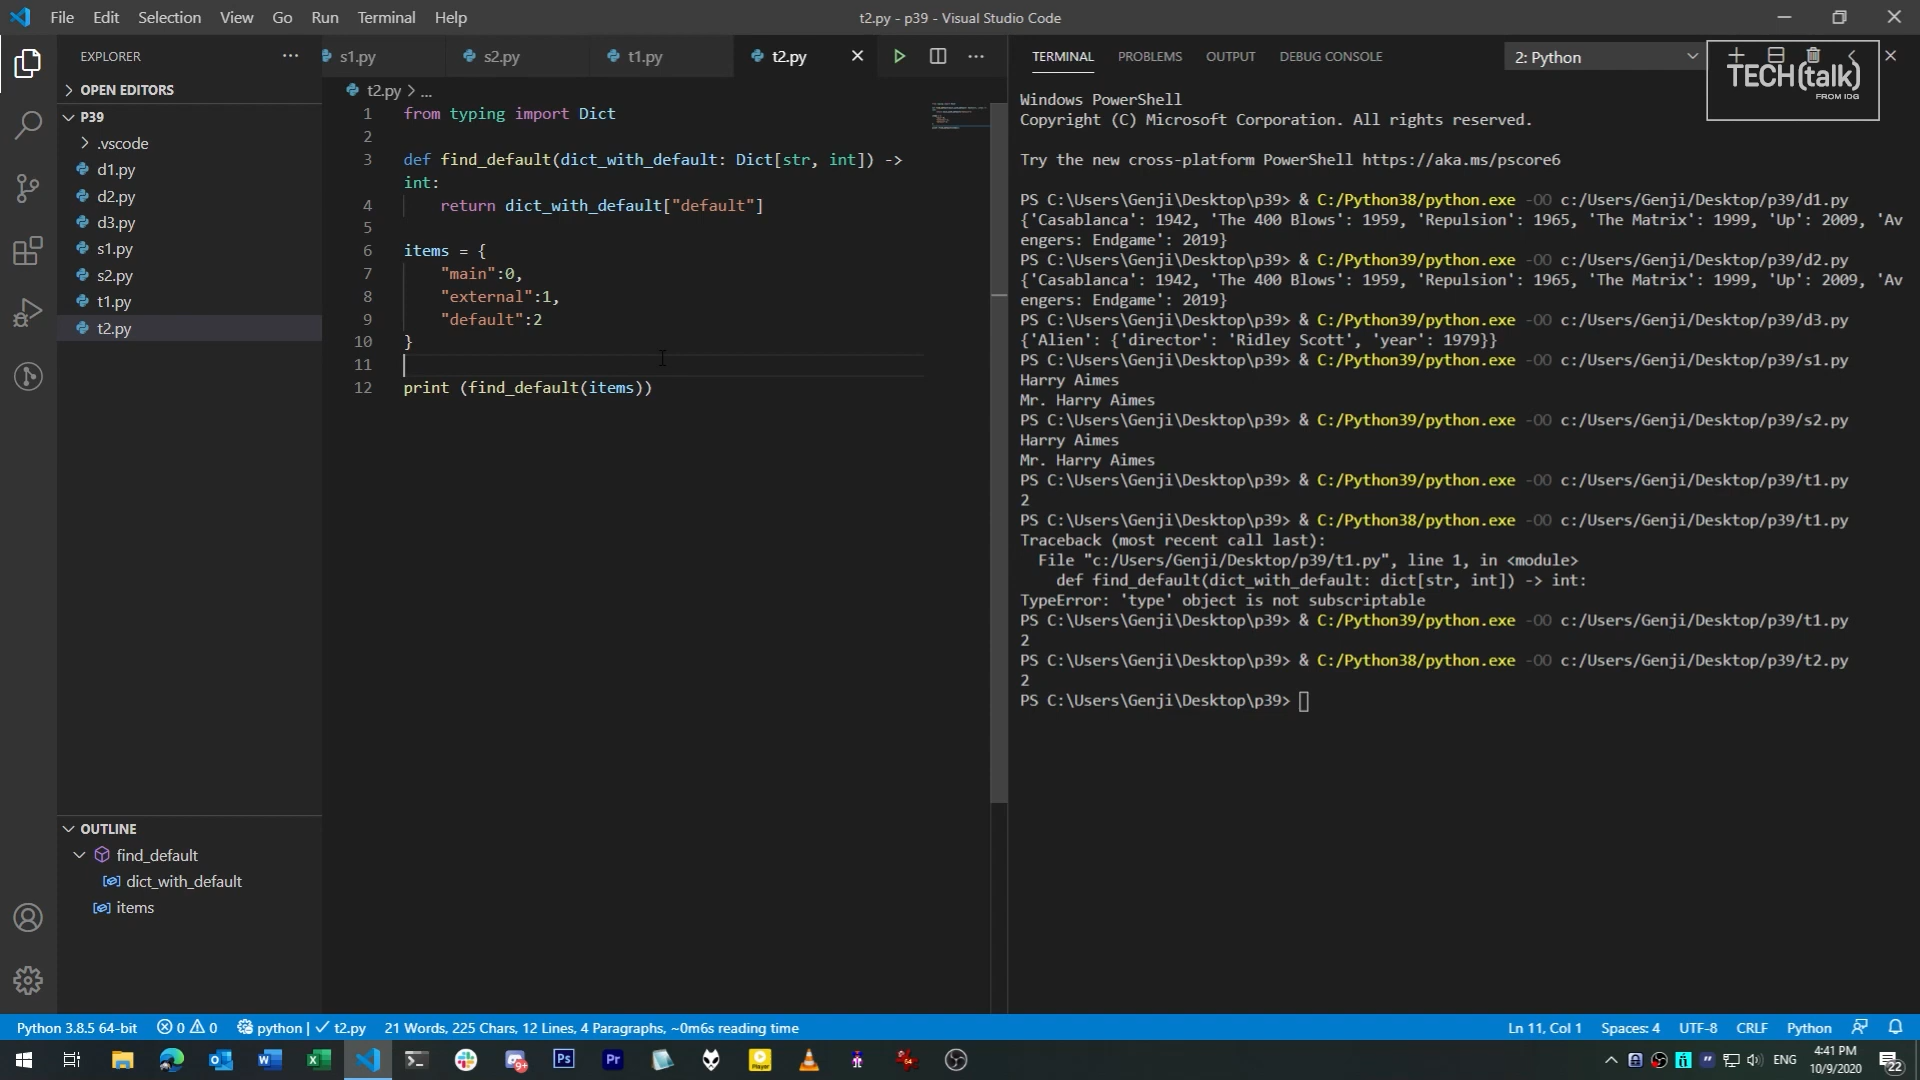 File Edit Selection View Go Run Terminal Help
t2.py - p39 - Visual Studio Code
EXPLORER
OPEN EDITORS
P39
.vscode
d1.py
d2.py
d3.py
s1.py
s2.py
t1.py
t2.py
OUTLINE
find_default
dict_with_default
items
s1.py s2.py t1.py t2.py
t2.py > ...
1 from typing import Dict
2
3 def find_default(dict_with_default: Dict[str, int]) ->
int:
4 return dict_with_default["default"]
5
6 items = {
7 "main":0,
8 "external":1,
9 "default":2
10 }
11
12 print (find_default(items))
TERMINAL PROBLEMS OUTPUT DEBUG CONSOLE 2: Python
TECH(talk)
FROM IDG
Windows PowerShell
Copyright (C) Microsoft Corporation. All rights reserved.
Try the new cross-platform PowerShell https://aka.ms/pscore6
PS C:\Users\Genji\Desktop\p39> & C:/Python38/python.exe -OO c:/Users/Genji/Desktop/p39/d1.py
{'Casablanca': 1942, 'The 400 Blows': 1959, 'Repulsion': 1965, 'The Matrix': 1999, 'Up': 2009, 'Av
engers: Endgame': 2019}
PS C:\Users\Genji\Desktop\p39> & C:/Python39/python.exe -OO c:/Users/Genji/Desktop/p39/d2.py
{'Casablanca': 1942, 'The 400 Blows': 1959, 'Repulsion': 1965, 'The Matrix': 1999, 'Up': 2009, 'Av
engers: Endgame': 2019}
PS C:\Users\Genji\Desktop\p39> & C:/Python39/python.exe -OO c:/Users/Genji/Desktop/p39/d3.py
{'Alien': {'director': 'Ridley Scott', 'year': 1979}}
PS C:\Users\Genji\Desktop\p39> & C:/Python39/python.exe -OO c:/Users/Genji/Desktop/p39/s1.py
Harry Aimes
Mr. Harry Aimes
PS C:\Users\Genji\Desktop\p39> & C:/Python39/python.exe -OO c:/Users/Genji/Desktop/p39/s2.py
Harry Aimes
Mr. Harry Aimes
PS C:\Users\Genji\Desktop\p39> & C:/Python39/python.exe -OO c:/Users/Genji/Desktop/p39/t1.py
2
PS C:\Users\Genji\Desktop\p39> & C:/Python38/python.exe -OO c:/Users/Genji/Desktop/p39/t1.py
Traceback (most recent call last):
File "c:/Users/Genji/Desktop/p39/t1.py", line 1, in <module>
def find_default(dict_with_default: dict[str, int]) -> int:
TypeError: 'type' object is not subscriptable
PS C:\Users\Genji\Desktop\p39> & C:/Python39/python.exe -OO c:/Users/Genji/Desktop/p39/t1.py
2
PS C:\Users\Genji\Desktop\p39> & C:/Python38/python.exe -OO c:/Users/Genji/Desktop/p39/t2.py
2
PS C:\Users\Genji\Desktop\p39>
Python 3.8.5 64-bit 0 0 python | ✓ t2.py 21 Words, 225 Chars, 12 Lines, 4 Paragraphs, ~0m6s reading time Ln 11, Col 1 Spaces: 4 UTF-8 CRLF Python
ENG 4:41 PM
10/9/2020
22